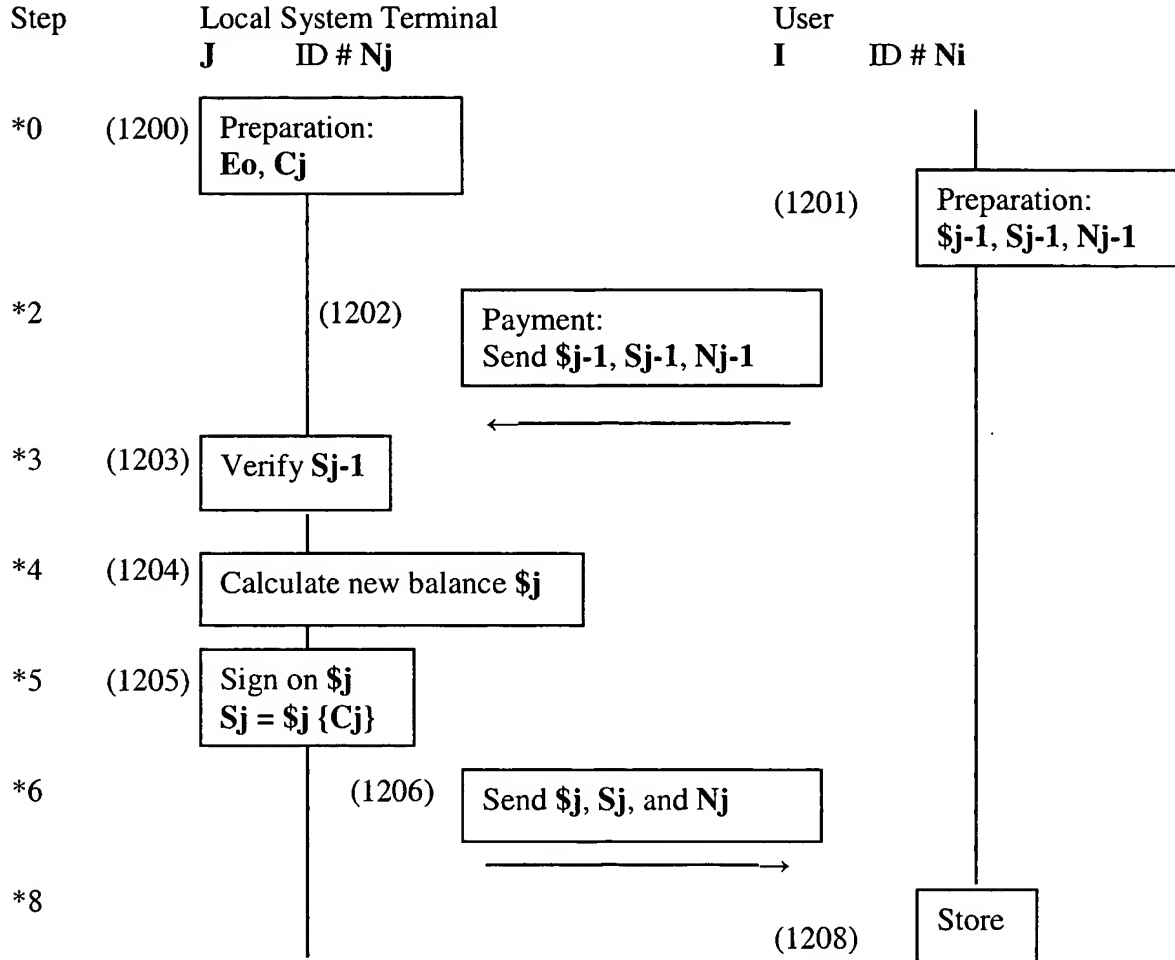 Step Local System Terminal User
J ID # Nj I ID # Ni
*0 (1200) Preparation:
Eo, Cj
(1201) Preparation:
$j-1, Sj-1, Nj-1
*2 (1202) Payment:
Send $j-1, Sj-1, Nj-1
*3 (1203) Verify Sj-1
*4 (1204) Calculate new balance $j
*5 (1205) Sign on $j
Sj = $j {Cj}
*6 (1206) Send $j, Sj, and Nj
*8 (1208) Store